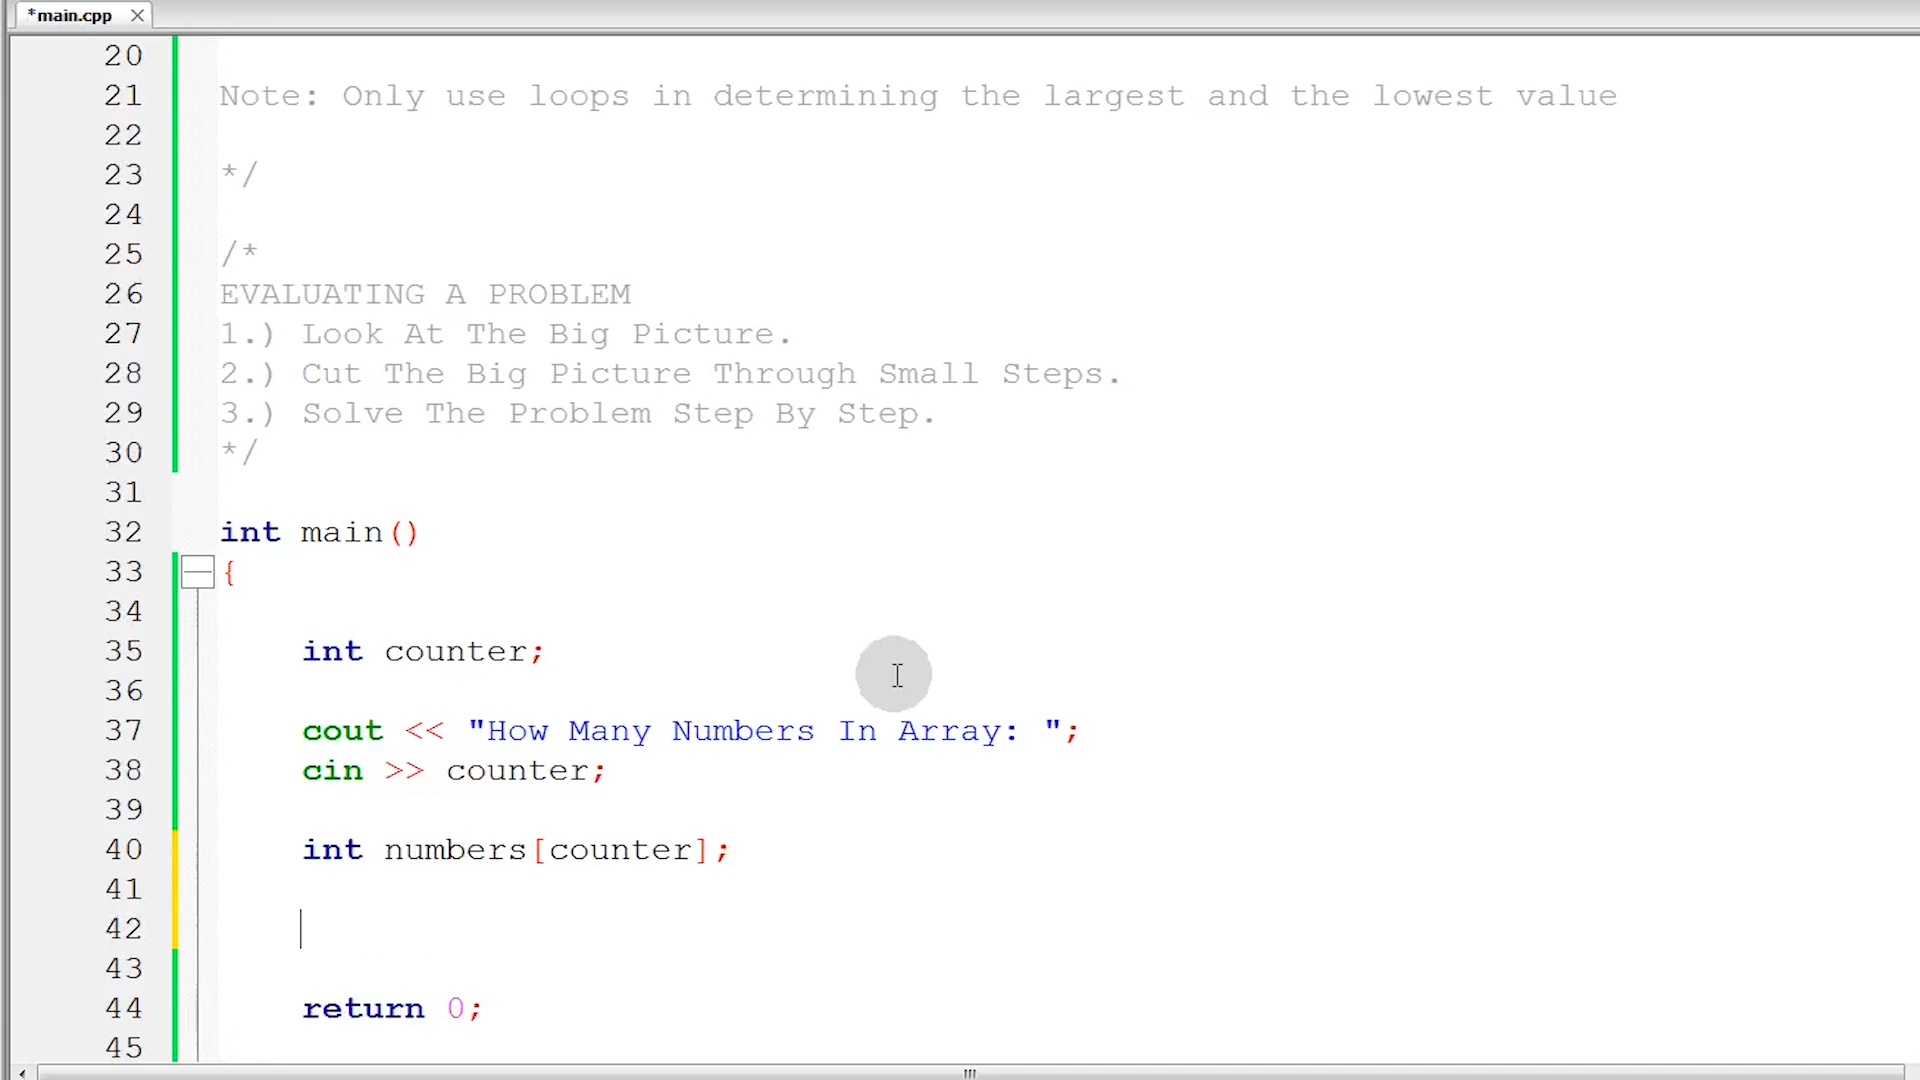 *main.cpp
20
21 Note: Only use loops in determining the largest and the lowest value
22
23 */
24
25 /*
26 EVALUATING A PROBLEM
27 1.) Look At The Big Picture.
28 2.) Cut The Big Picture Through Small Steps.
29 3.) Solve The Problem Step By Step.
30 */
31
32 int main()
33 {
34
35 int counter;
36
37 cout << "How Many Numbers In Array: ";
38 cin >> counter;
39
40 int numbers[counter];
41
42
43
44 return 0;
45